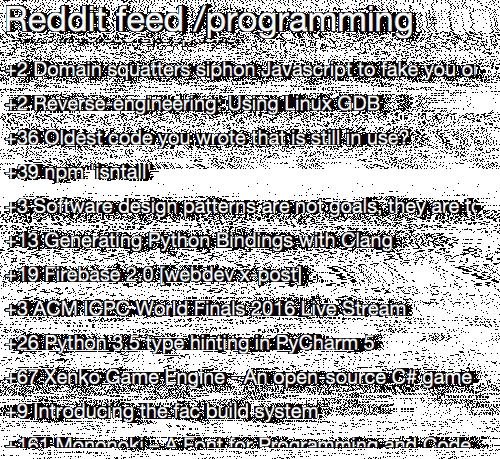 Reddit feed /programming
+2 Domain squatters siphon Javascript to fake you or
+2 Reverse-engineering: Using Linux GDB
+36 Oldest code you wrote that is still in use?
+39 npm "isntall"
+3 Software design patterns are not goals, they are to
+13 Generating Python Bindings with Clang
+19 Firebase 2.0 [webdev x-post]
+3 ACM ICPC World Finals 2016 Live Stream
+26 Python 3.5 type hinting in PyCharm 5
+67 Xenko Game Engine - An open-source C# game
+9 Introducing the fac build system
+161 Mononoki - A Font for Programming and Code